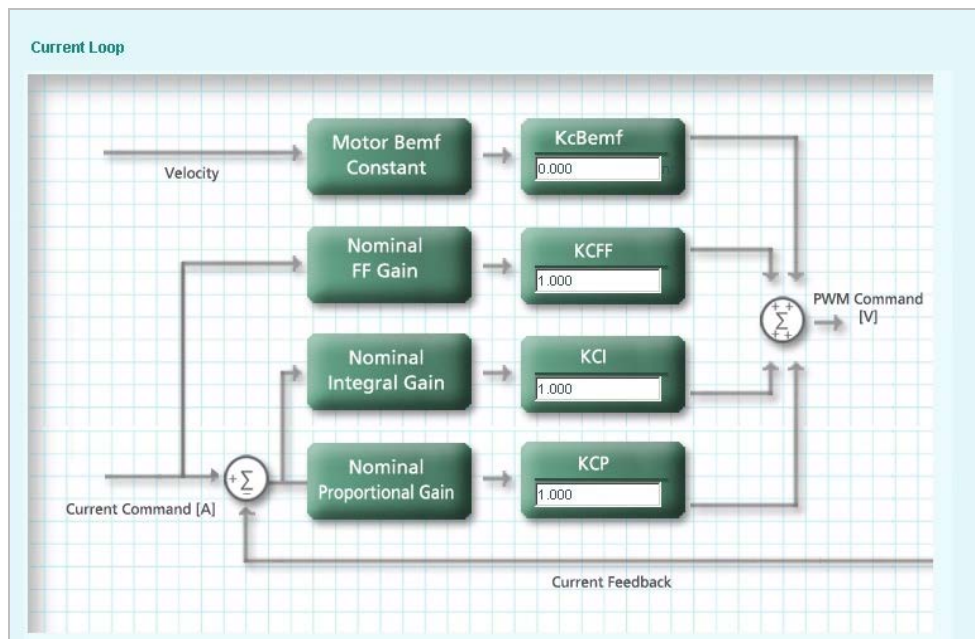 Current Loop
Velocity
Motor Bemf
Constant
KcBemf
0.000
Nominal
FF Gain
KCFF
1.000
+ +
Σ
+ +
PWM Command
[V]
Nominal
Integral Gain
KCI
1.000
Current Command [A]
+ Σ
−
Nominal
Proportional Gain
KCP
1.000
Current Feedback